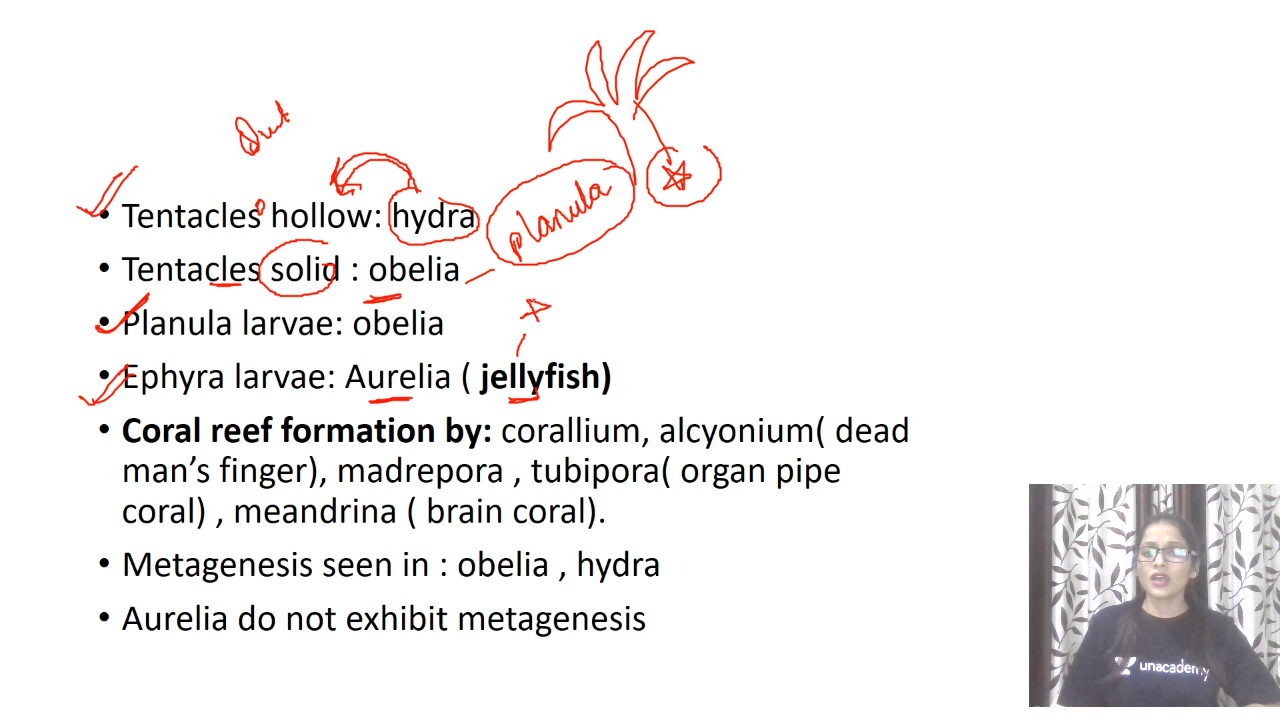 • Tentacles hollow: hydra
planula
• Tentacles solid : obelia
• Planula larvae: obelia
• Ephyra larvae: Aurelia ( jellyfish)
• Coral reef formation by: corallium, alcyonium( dead
man’s finger), madrepora , tubipora( organ pipe
coral) , meandrina ( brain coral).
• Metagenesis seen in : obelia , hydra
• Aurelia do not exhibit metagenesis
unacademy